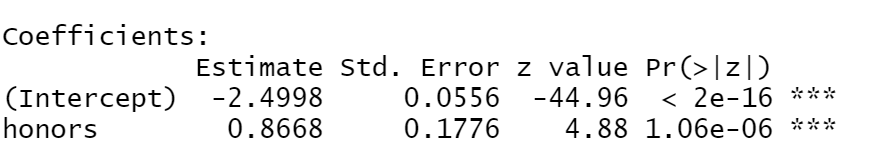 Coefficients:
Estimate Std. Error z value Pr(>|z|)
(Intercept) -2.4998 0.0556 -44.96 < 2e-16 ***
honors 0.8668 0.1776 4.88 1.06e-06 ***